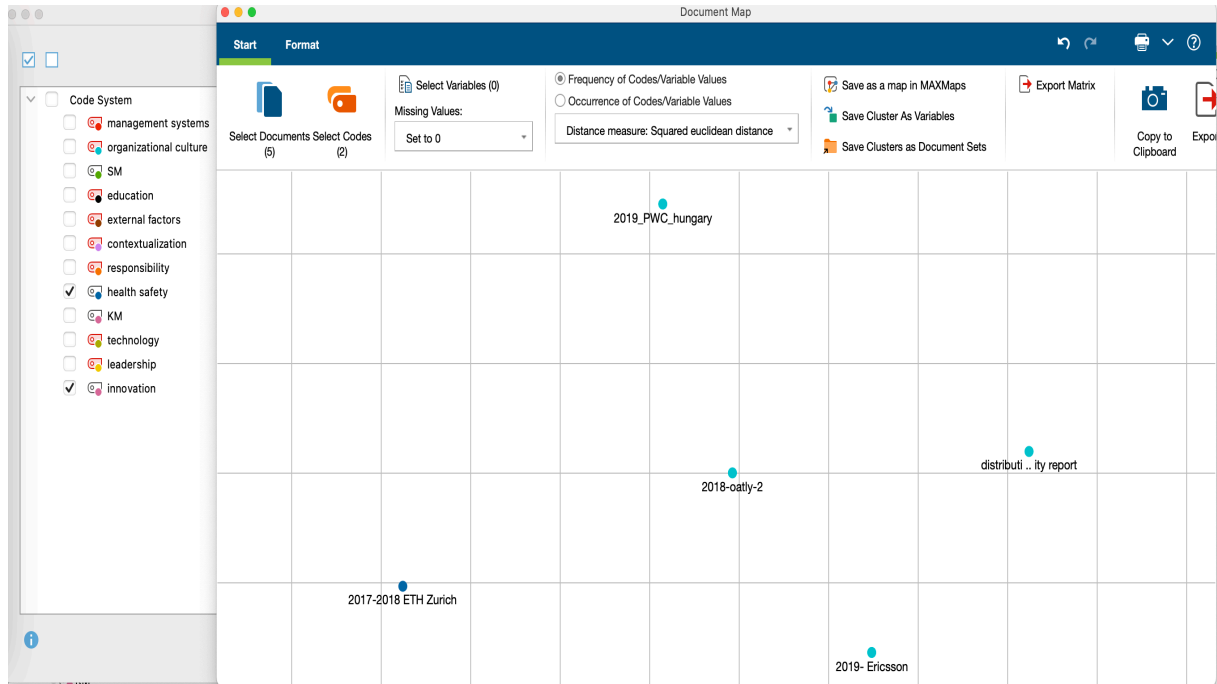 Document Map
Start Format
Select Documents
(5)
Select Codes
(2)
Select Variables (0)
Missing Values:
Set to 0
Frequency of Codes/Variable Values
Occurrence of Codes/Variable Values
Distance measure: Squared euclidean distance
Save as a map in MAXMaps
Save Cluster As Variables
Save Clusters as Document Sets
Export Matrix
Copy to
Clipboard
Expor
Code System
management systems
organizational culture
SM
education
external factors
contextualization
responsibility
health safety
KM
technology
leadership
innovation
2019_PWC_hungary
distributi .. ity report
2018-oatly-2
2017-2018 ETH Zurich
2019- Ericsson